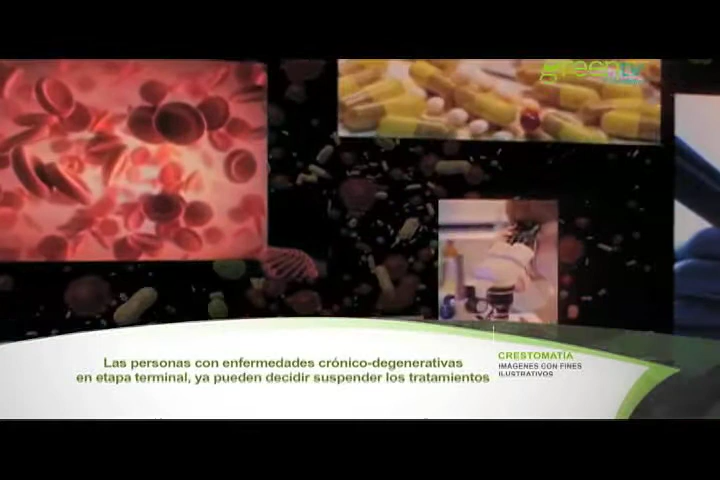 greentv
Las personas con enfermedades crónico-degenerativas
en etapa terminal, ya pueden decidir suspender los tratamientos
CRESTOMATÍA
IMAGENES CON FINES
ILUSTRATIVOS